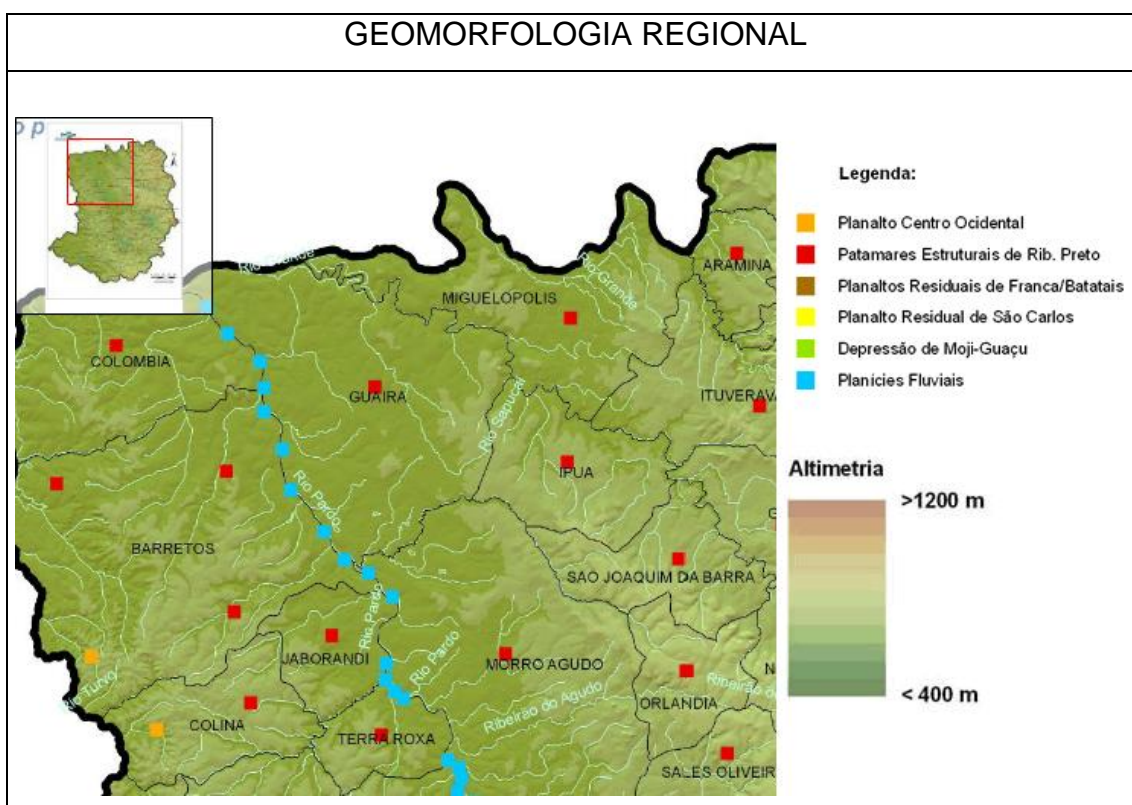 GEOMORFOLOGIA REGIONAL
o p
Legenda:
Planalto Centro Ocidental
Patamares Estruturais de Rib. Preto
Planaltos Residuais de Franca/Batatais
Planalto Residual de São Carlos
Depressão de Moji-Guaçu
Planícies Fluviais
Altimetria
>1200 m
< 400 m
Rio Grande
Rio Grande
ARAMINA
MIGUELOPOLIS
COLOMBIA
GUAIRA
ITUVERAVA
Rio Sapucaí
IPUA
Rio Pardo
BARRETOS
SAO JOAQUIM DA BARRA
Rio Pardo
JABORANDI
Rio Pardo
MORRO AGUDO
Rio Turvo
ORLANDIA
Ribeirão do
COLINA
Ribeirão do Agudo
TERRA ROXA
SALES OLIVEIR